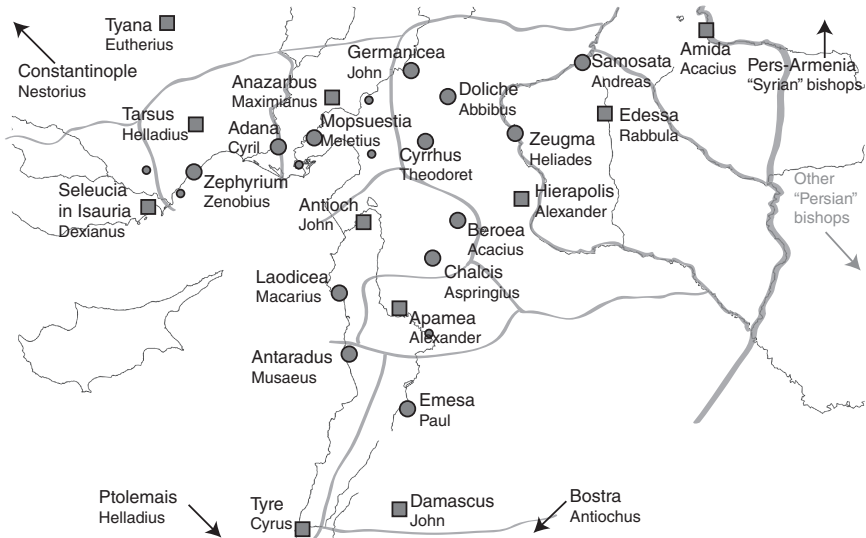 Tyana
Eutherius
Constantinople
Nestorius
Germanicea
John
Samosata
Andreas
Amida
Acacius
Pers-Armenia
“Syrian” bishops
Anazarbus
Maximianus
Doliche
Abbibus
Tarsus
Helladius
Adana
Cyril
Mopsuestia
Meletius
Edessa
Rabbula
Zeugma
Heliades
Cyrrhus
Theodoret
Zephyrium
Zenobius
Seleucia
in Isauria
Dexianus
Hierapolis
Alexander
Other
“Persian”
bishops
Antioch
John
Beroea
Acacius
Chalcis
Aspringius
Laodicea
Macarius
Apamea
Alexander
Antaradus
Musaeus
Emesa
Paul
Ptolemais
Helladius
Tyre
Cyrus
Damascus
John
Bostra
Antiochus